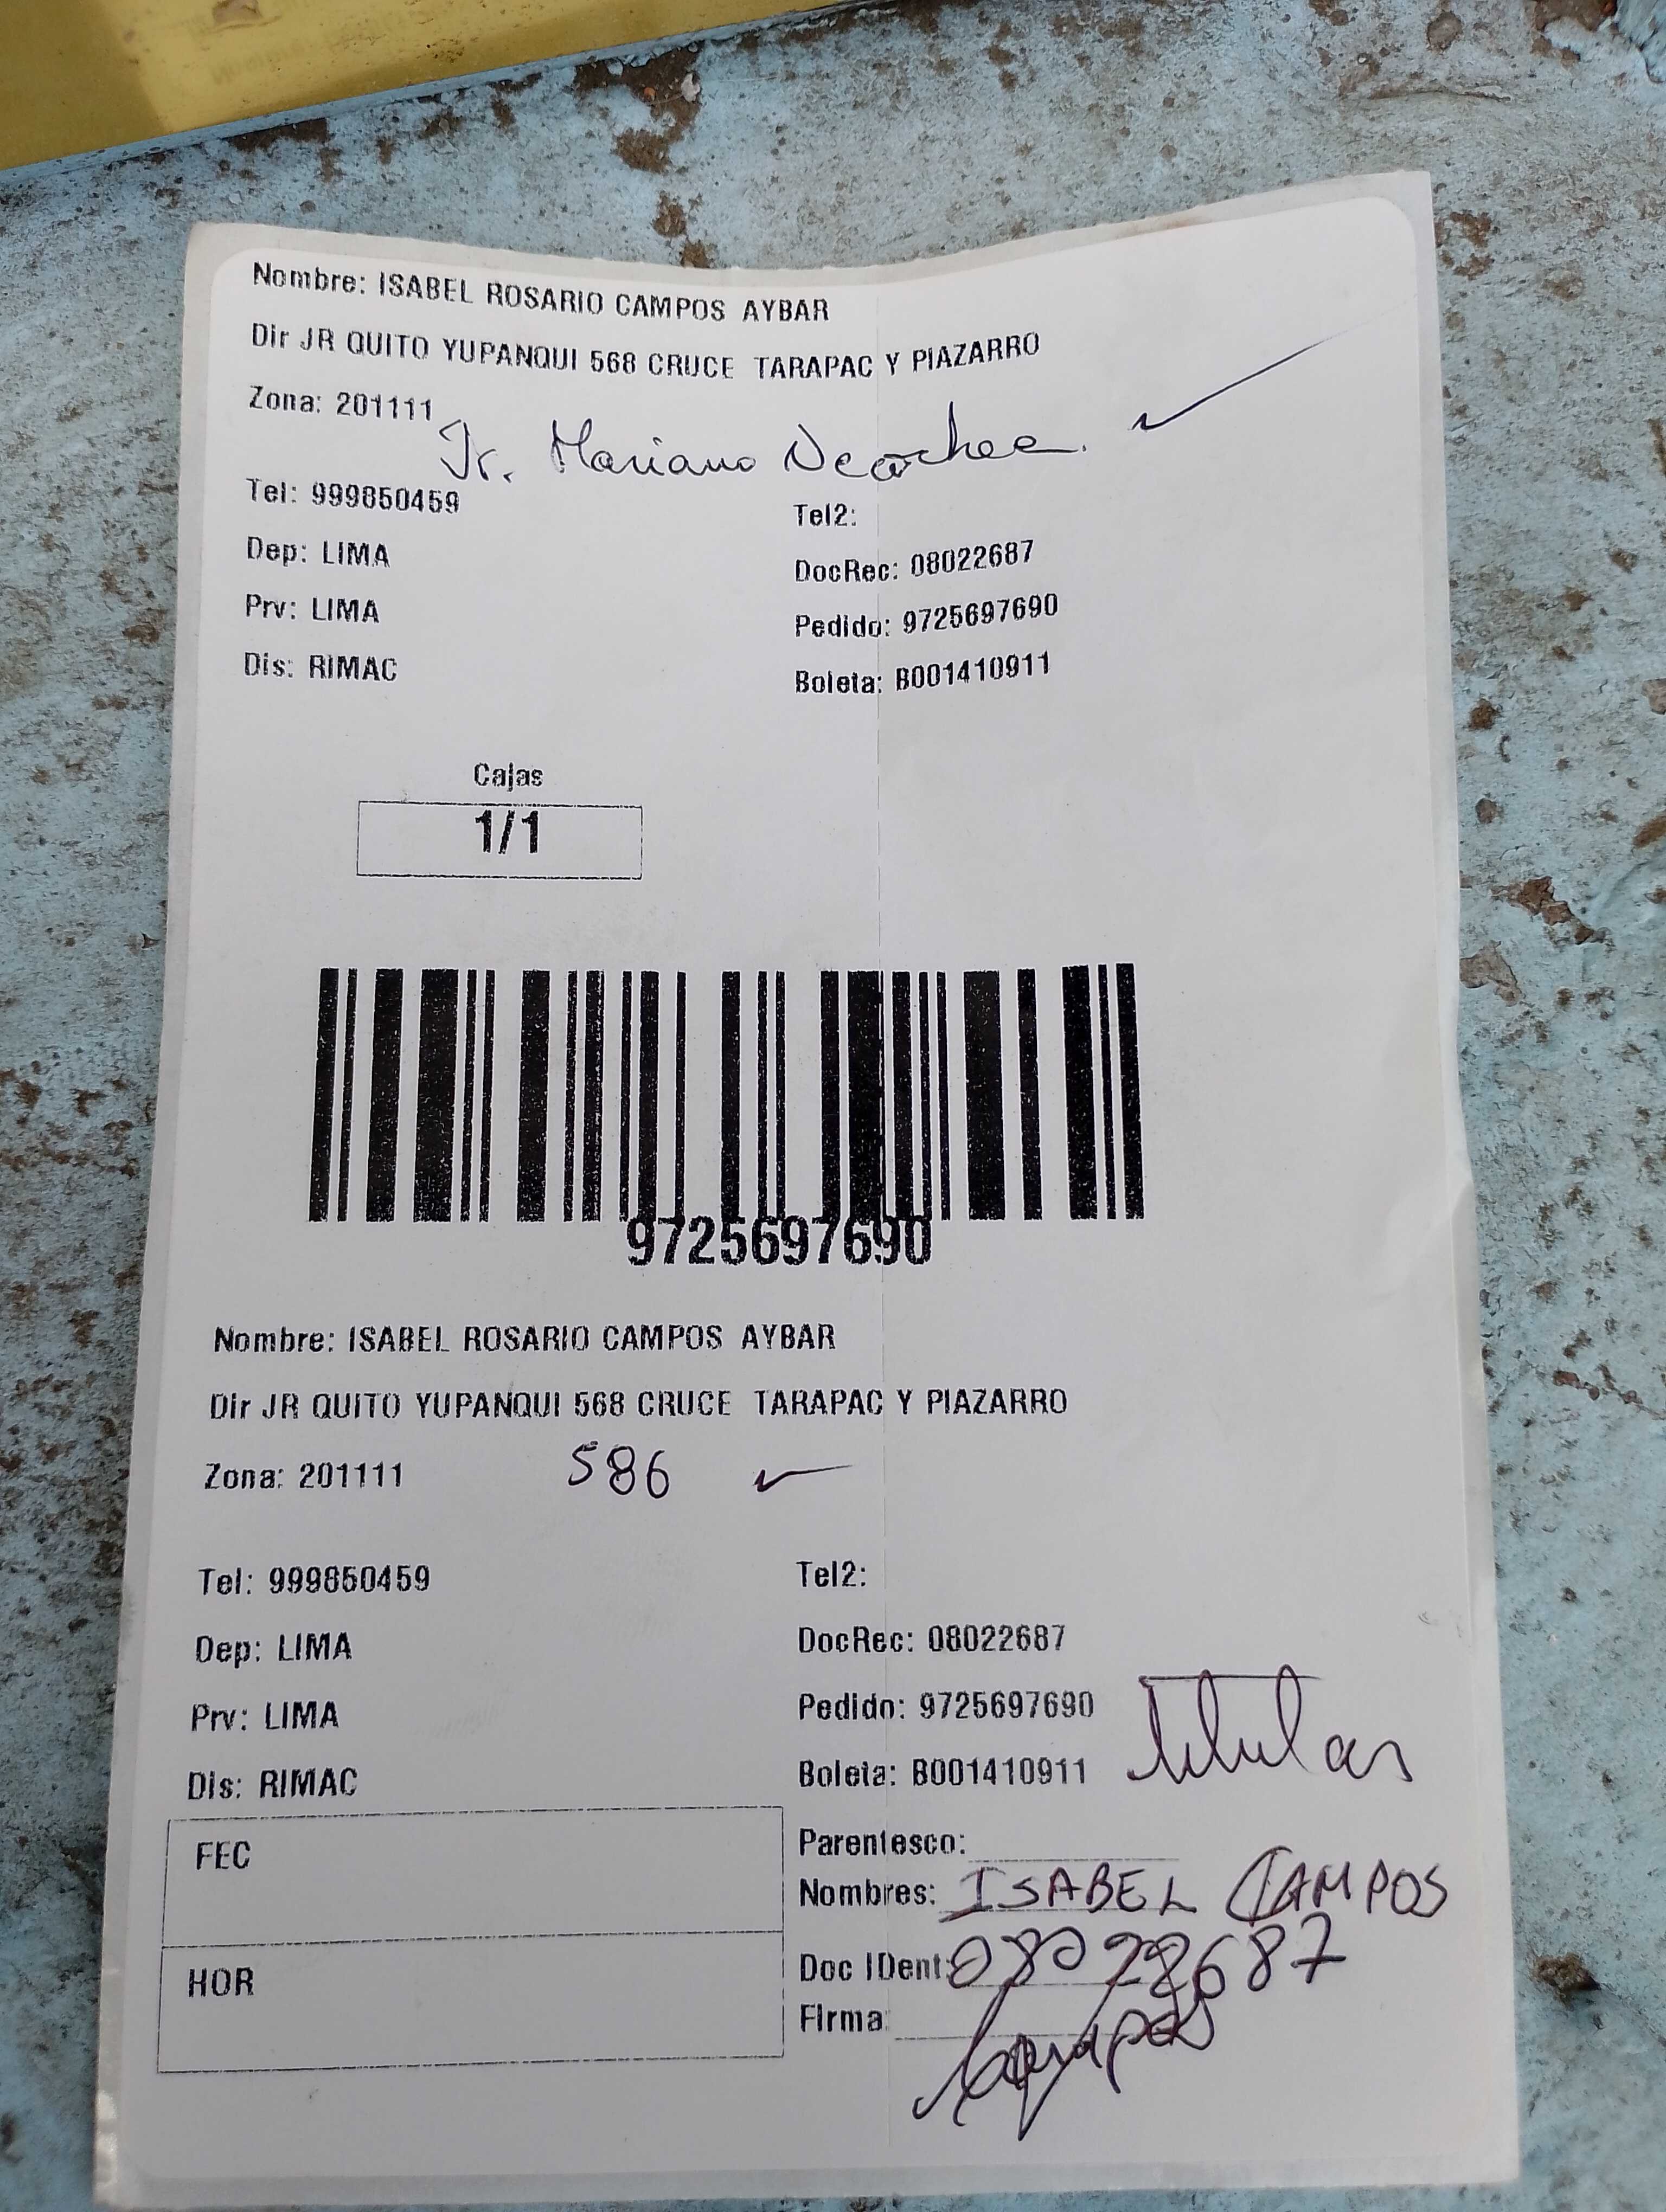 Nombre: ISABEL ROSARIO CAMPOS AYBAR
Dir JR QUITO YUPANQUI 568 CRUCE TARAPAC Y PIAZARRO
Zona: 201111
Jr. Mariano Necochea.
Tel: 999850459 Tel2:
Dep: LIMA DocRec: 08022687
Prv: LIMA Pedido: 9725697690
Dis: RIMAC Boleta: B001410911
Cajas
1/1
9725697690
Nombre: ISABEL ROSARIO CAMPOS AYBAR
Dir JR QUITO YUPANQUI 568 CRUCE TARAPAC Y PIAZARRO
Zona: 201111 586
Tel: 999850459 Tel2:
Dep: LIMA DocRec: 08022687
Prv: LIMA Pedido: 9725697690
Dis: RIMAC Boleta: B001410911
Titular
FEC
HOR
Parentesco:
Nombres: ISABEL CAMPOS
Doc IDent: 08022687
Firma: Campos